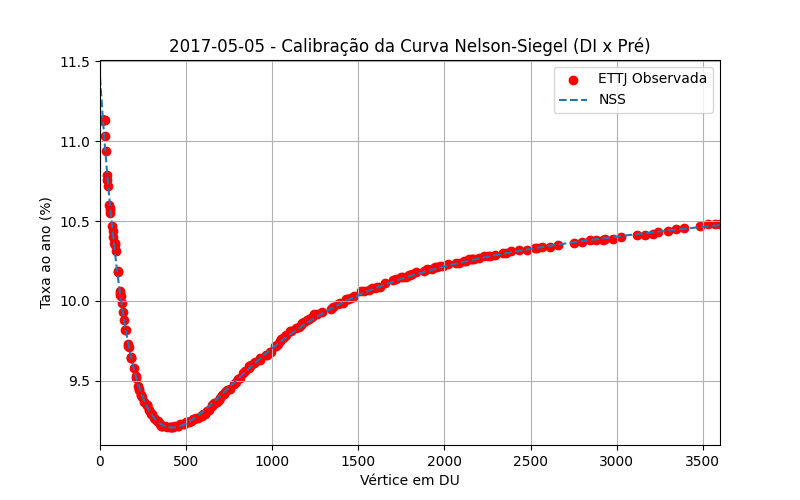 2017-05-05 - Calibração da Curva Nelson-Siegel (DI x Pré)
ETTJ Observada
NSS
Taxa ao ano (%)
11.5
11.0
10.5
10.0
9.5
0 500 1000 1500 2000 2500 3000 3500
Vértice em DU